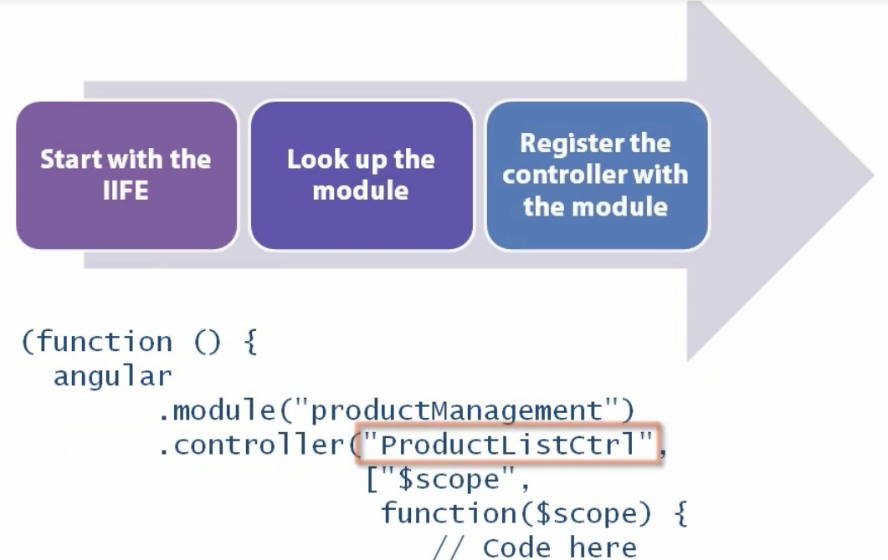 Start with the
IIFE
Look up the
module
Register the
controller with
the module
(function () {
  angular
        .module("productManagement")
        .controller("ProductListCtrl",
                    ["$scope",
                     function($scope) {
                        // Code here